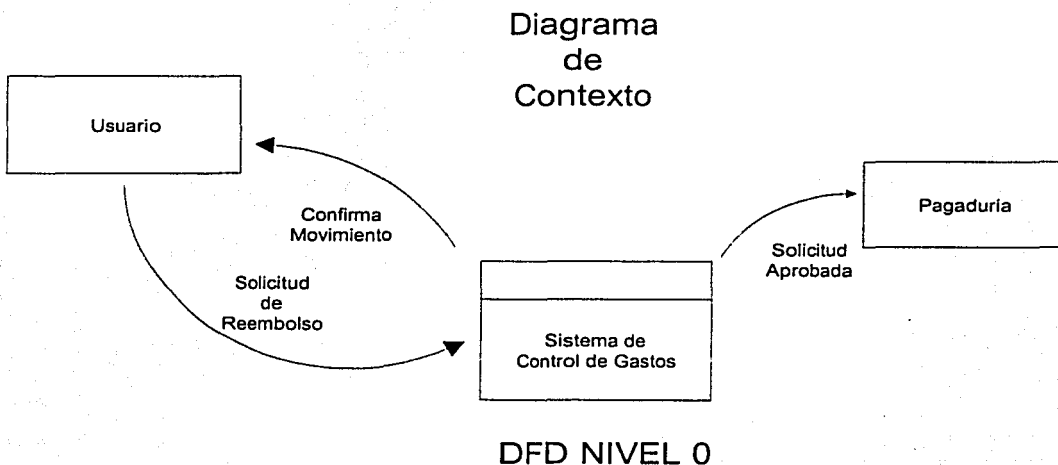 Diagrama
de
Contexto
Usuario
Confirma
Movimiento
Solicitud
de
Reembolso
Sistema de
Control de Gastos
Solicitud
Aprobada
Pagaduría
DFD NIVEL 0